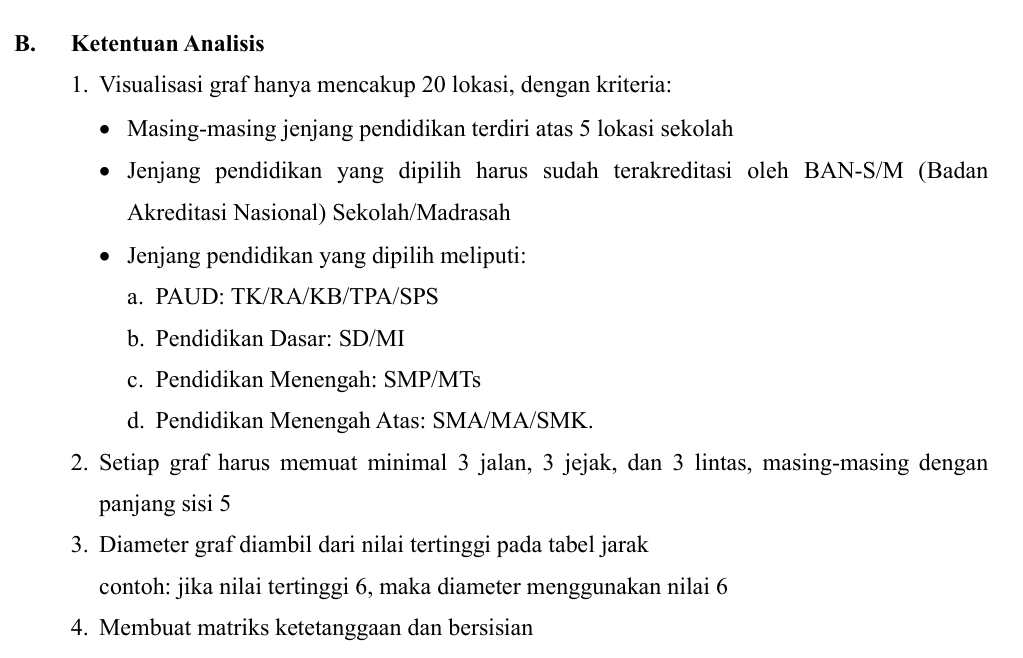 B. Ketentuan Analisis
1. Visualisasi graf hanya mencakup 20 lokasi, dengan kriteria:
• Masing-masing jenjang pendidikan terdiri atas 5 lokasi sekolah
• Jenjang pendidikan yang dipilih harus sudah terakreditasi oleh BAN-S/M (Badan
Akreditasi Nasional) Sekolah/Madrasah
• Jenjang pendidikan yang dipilih meliputi:
a. PAUD: TK/RA/KB/TPA/SPS
b. Pendidikan Dasar: SD/MI
c. Pendidikan Menengah: SMP/MTs
d. Pendidikan Menengah Atas: SMA/MA/SMK.
2. Setiap graf harus memuat minimal 3 jalan, 3 jejak, dan 3 lintas, masing-masing dengan
panjang sisi 5
3. Diameter graf diambil dari nilai tertinggi pada tabel jarak
contoh: jika nilai tertinggi 6, maka diameter menggunakan nilai 6
4. Membuat matriks ketetanggaan dan bersisian